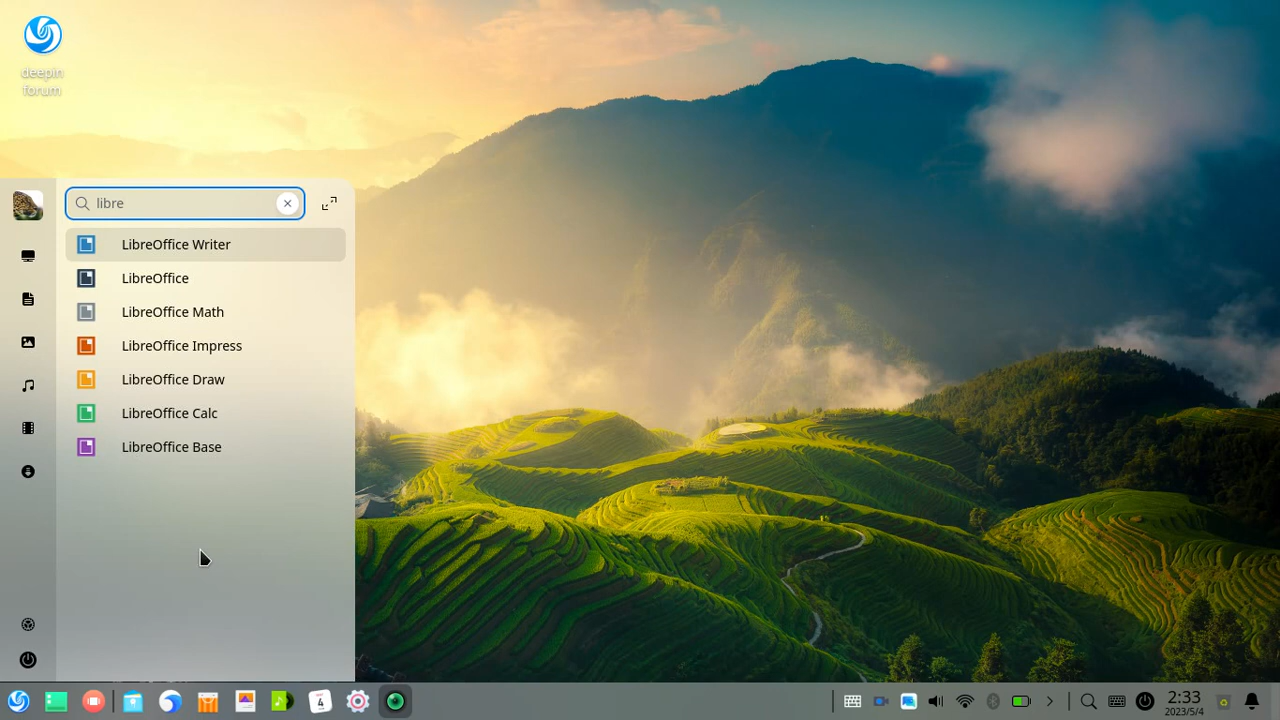 deepin
forum
libre
LibreOffice Writer
LibreOffice
LibreOffice Math
LibreOffice Impress
LibreOffice Draw
LibreOffice Calc
LibreOffice Base
4
2:33
2023/5/4